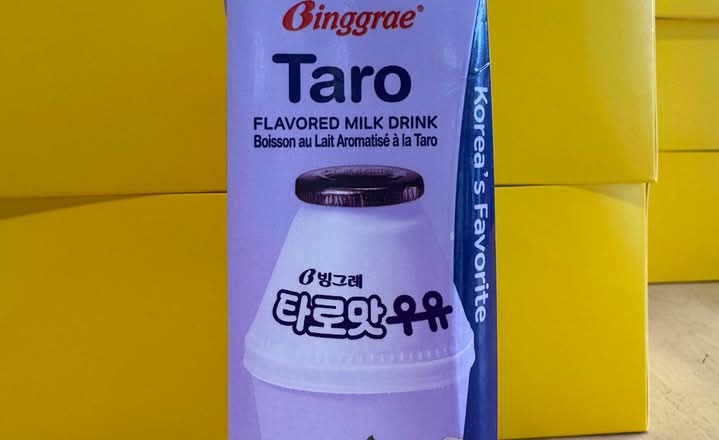 Binggrae®
Taro
FLAVORED MILK DRINK
Boisson au Lait Aromatisé à la Taro
Korea's Favorite
빙그레
타로맛우유